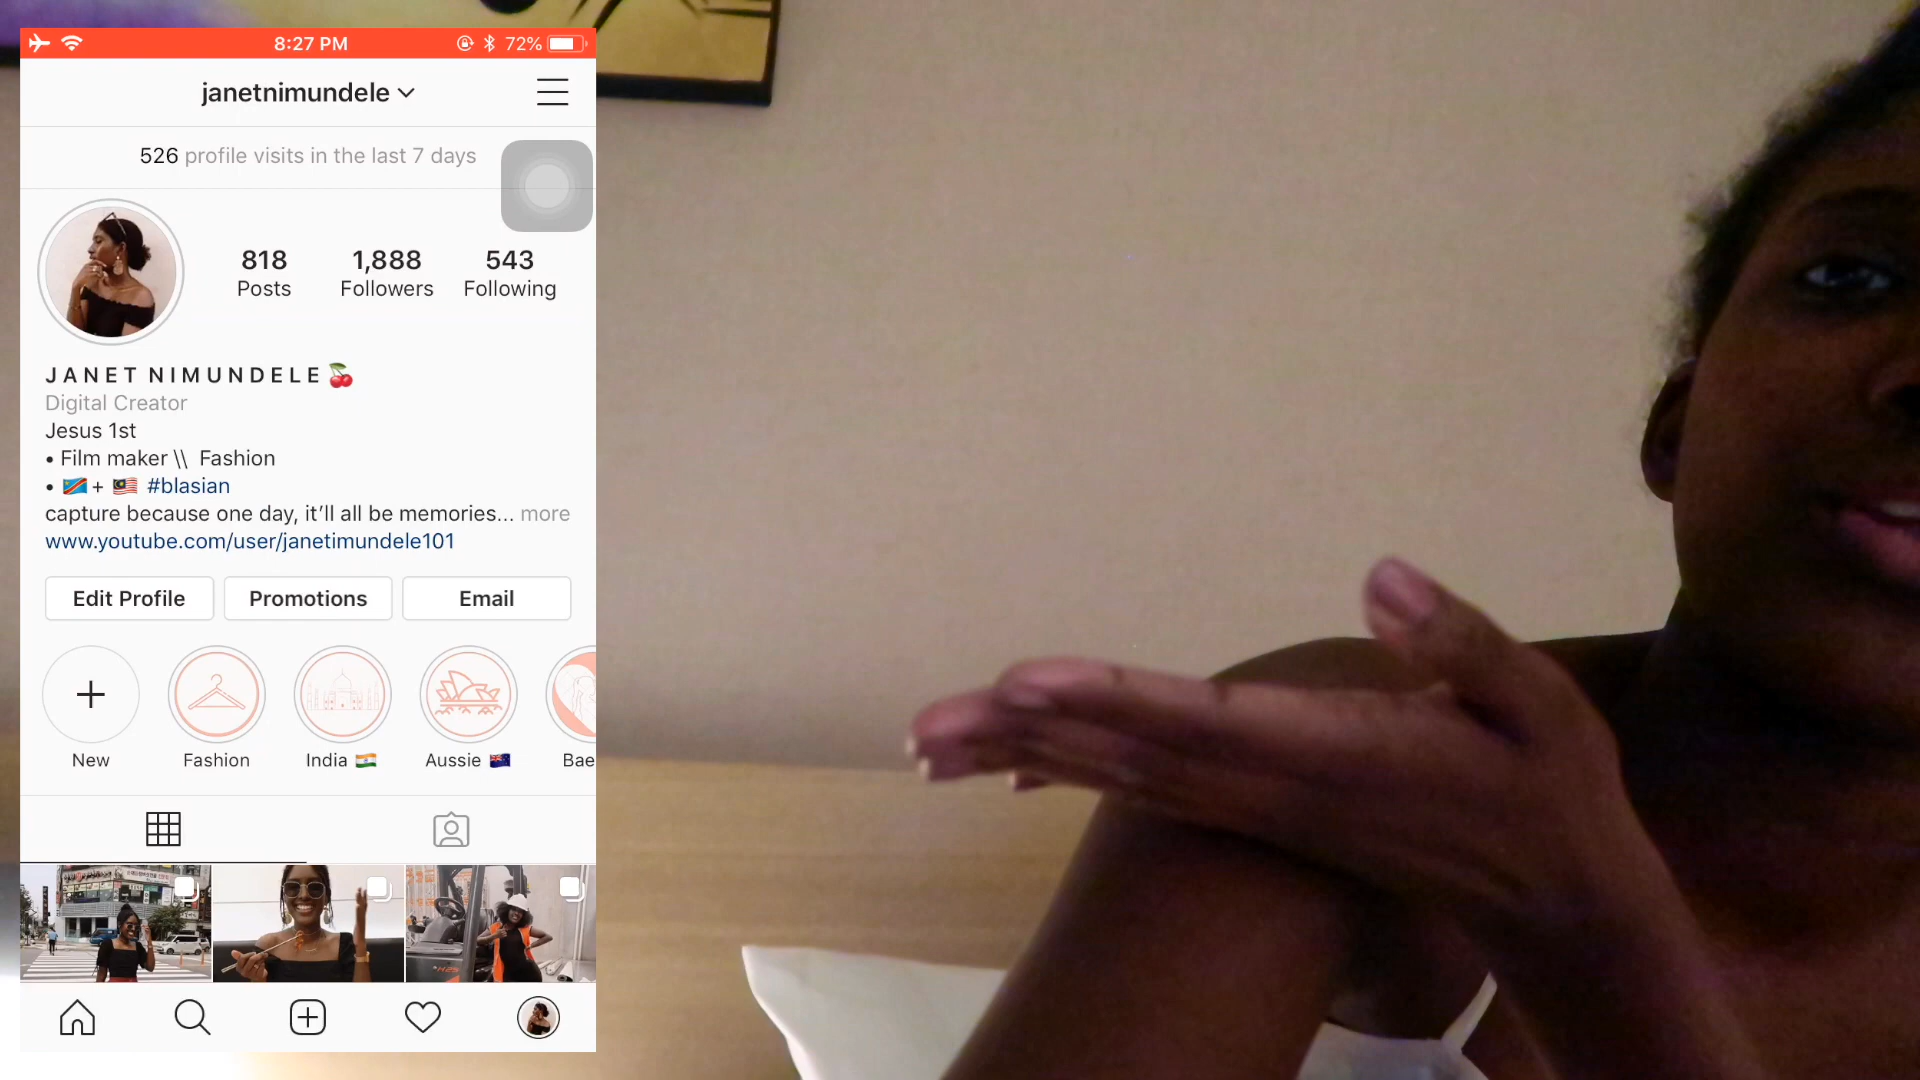 8:27 PM
72%
janetnimundele
526 profile visits in the last 7 days
818 1,888 543
Posts Followers Following
JANET NIMUNDELE🍒
Digital Creator
Jesus 1st
• Film maker \\ Fashion
• 🇨🇩 + 🇲🇾 #blasian
capture because one day, it’ll all be memories... more
www.youtube.com/user/janetimundele101
Edit Profile Promotions Email
New Fashion India 🇮🇳 Aussie 🇦🇺 Bae